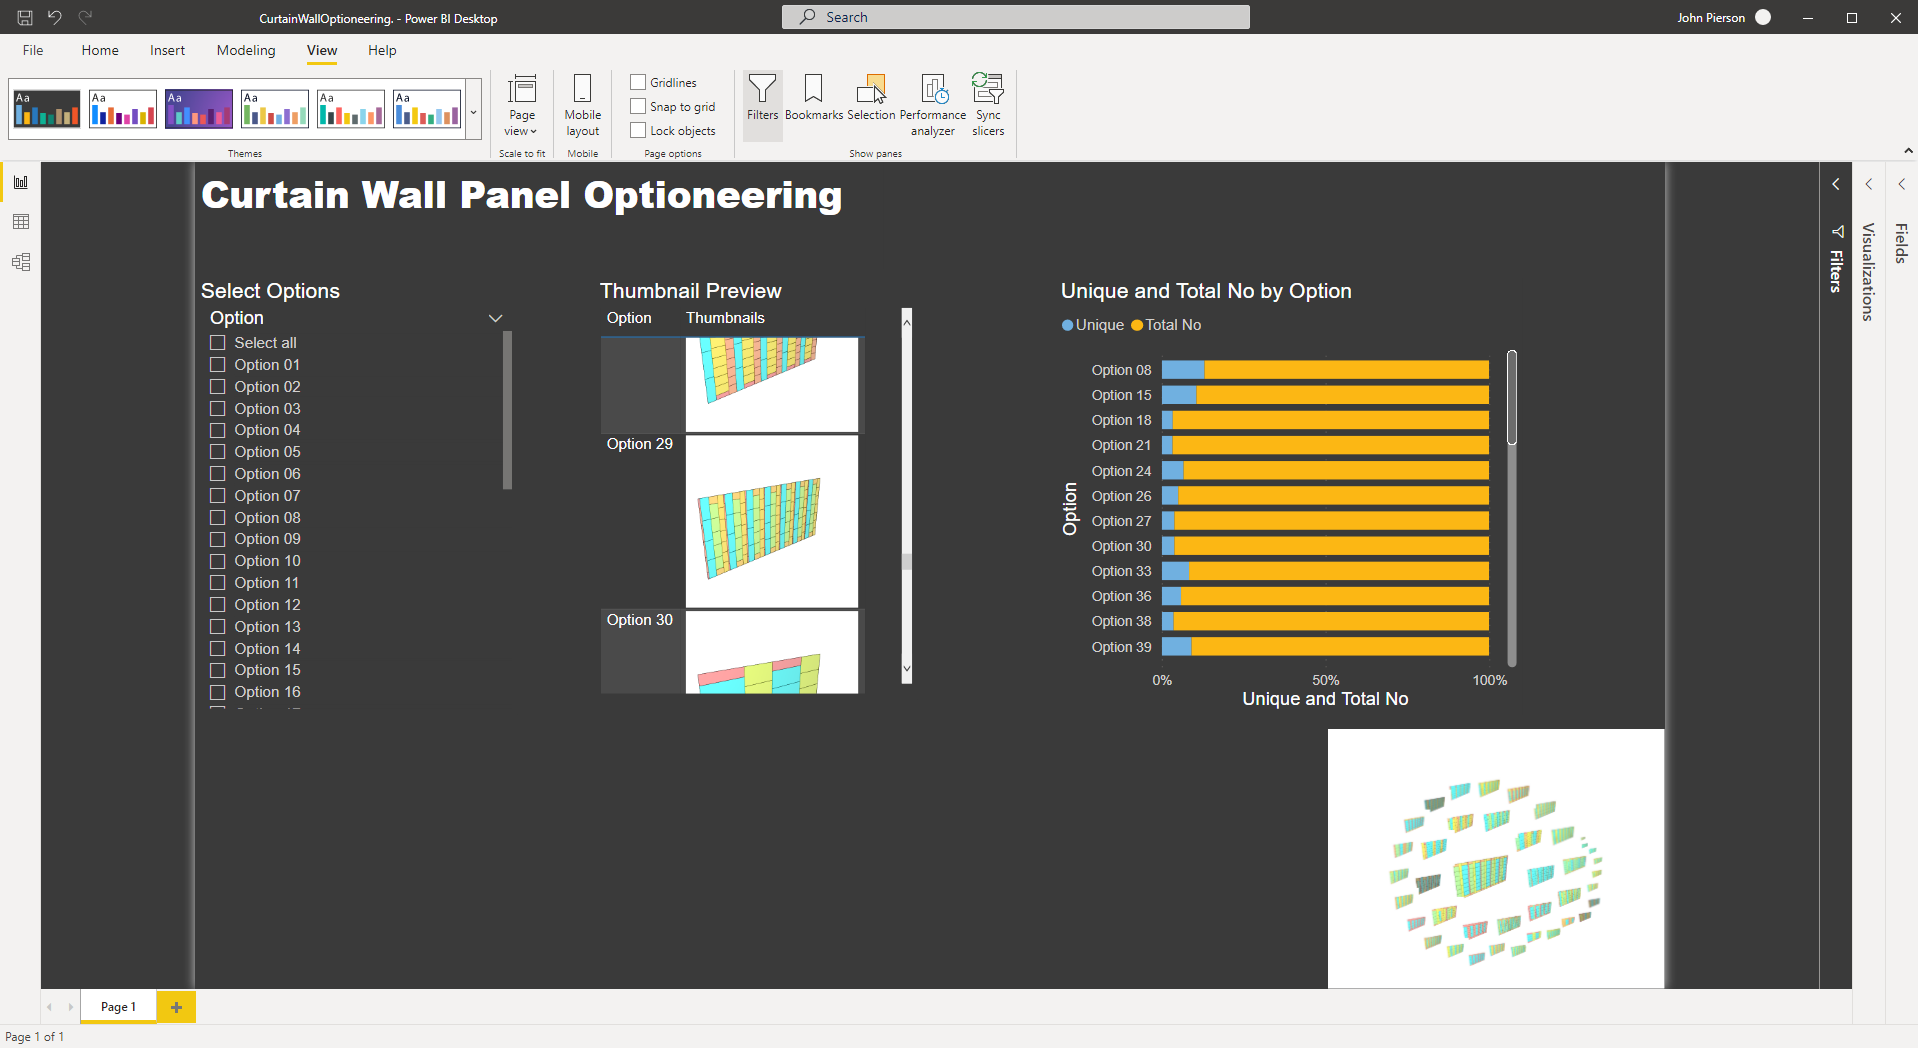 CurtainWallOptioneering. - Power BI Desktop
Search
John Pierson
File Home Insert Modeling View Help
Aa Aa Aa Aa Aa Aa
Themes
Page view
Scale to fit
Mobile layout
Mobile
Gridlines
Snap to grid
Lock objects
Page options
Filters
Bookmarks
Selection
Performance analyzer
Sync slicers
Show panes
Curtain Wall Panel Optioneering
Select Options
Option
Select all
Option 01
Option 02
Option 03
Option 04
Option 05
Option 06
Option 07
Option 08
Option 09
Option 10
Option 11
Option 12
Option 13
Option 14
Option 15
Option 16
Thumbnail Preview
Option Thumbnails
Option 29
Option 30
Unique and Total No by Option
Unique Total No
Option
Option 08
Option 15
Option 18
Option 21
Option 24
Option 26
Option 27
Option 30
Option 33
Option 36
Option 38
Option 39
0% 50% 100%
Unique and Total No
Filters
Visualizations
Fields
Page 1
Page 1 of 1